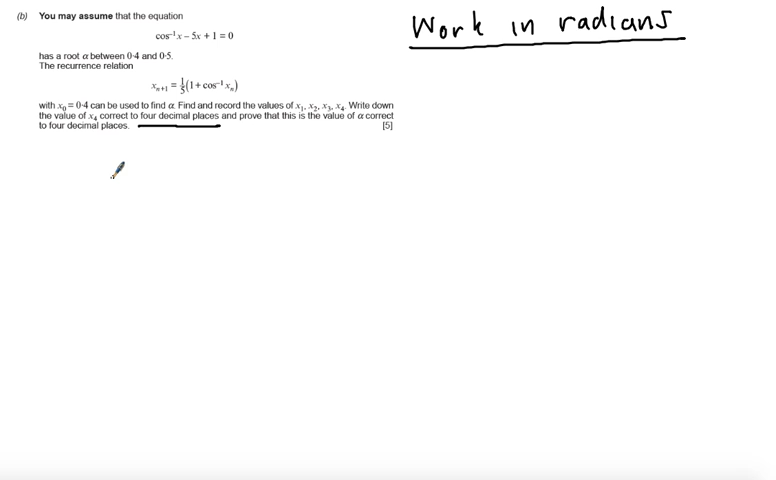 (b) You may assume that the equation
cos⁻¹x – 5x + 1 = 0
has a root α between 0·4 and 0·5.
The recurrence relation
xₙ₊₁ = 1/5(1 + cos⁻¹xₙ)
with x₀ = 0·4 can be used to find α. Find and record the values of x₁, x₂, x₃, x₄. Write down
the value of x₄ correct to four decimal places and prove that this is the value of α correct
to four decimal places. [5]
Work in radians